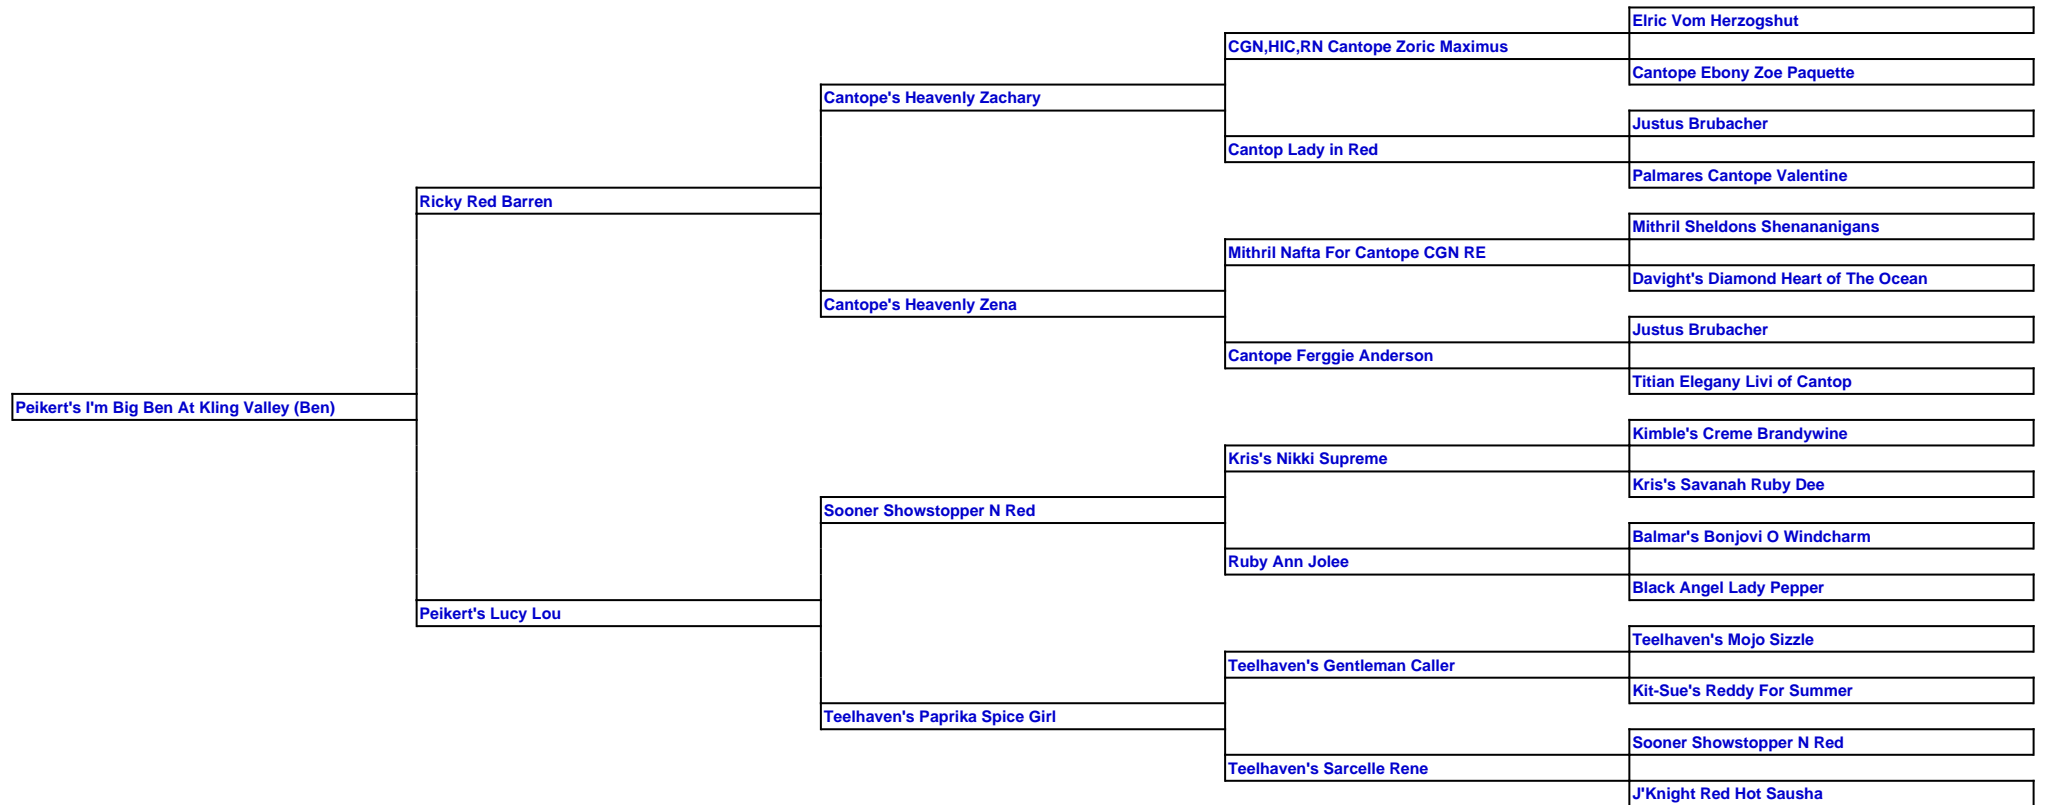 Elric Vom Herzogshut
CGN,HIC,RN Cantope Zoric Maximus
Cantope Ebony Zoe Paquette
Cantope's Heavenly Zachary
Justus Brubacher
Cantop Lady in Red
Palmares Cantope Valentine
Ricky Red Barren
Mithril Sheldons Shenananigans
Mithril Nafta For Cantope CGN RE
Davight's Diamond Heart of The Ocean
Cantope's Heavenly Zena
Justus Brubacher
Cantope Ferggie Anderson
Titian Elegany Livi of Cantop
Peikert's I'm Big Ben At Kling Valley (Ben)
Kimble's Creme Brandywine
Kris's Nikki Supreme
Kris's Savanah Ruby Dee
Sooner Showstopper N Red
Balmar's Bonjovi O Windcharm
Ruby Ann Jolee
Black Angel Lady Pepper
Peikert's Lucy Lou
Teelhaven's Mojo Sizzle
Teelhaven's Gentleman Caller
Kit-Sue's Reddy For Summer
Teelhaven's Paprika Spice Girl
Sooner Showstopper N Red
Teelhaven's Sarcelle Rene
J'Knight Red Hot Sausha